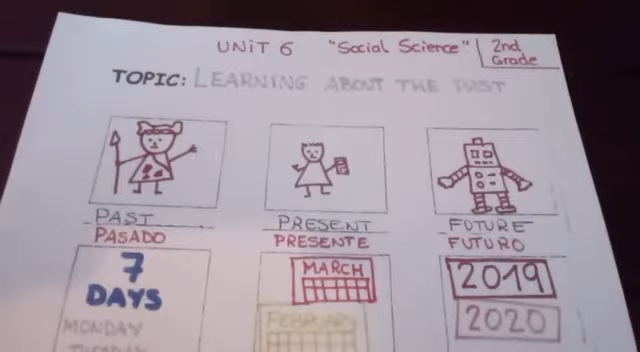 UNIT 6 "Social Science" 2nd Grade
TOPIC: LEARNING ABOUT THE PAST
PAST PRESENT FUTURE
PASADO PRESENTE FUTURO
7 DAYS
MONDAY
TUESDAY
MARCH
FEBRUARY
2019
2020